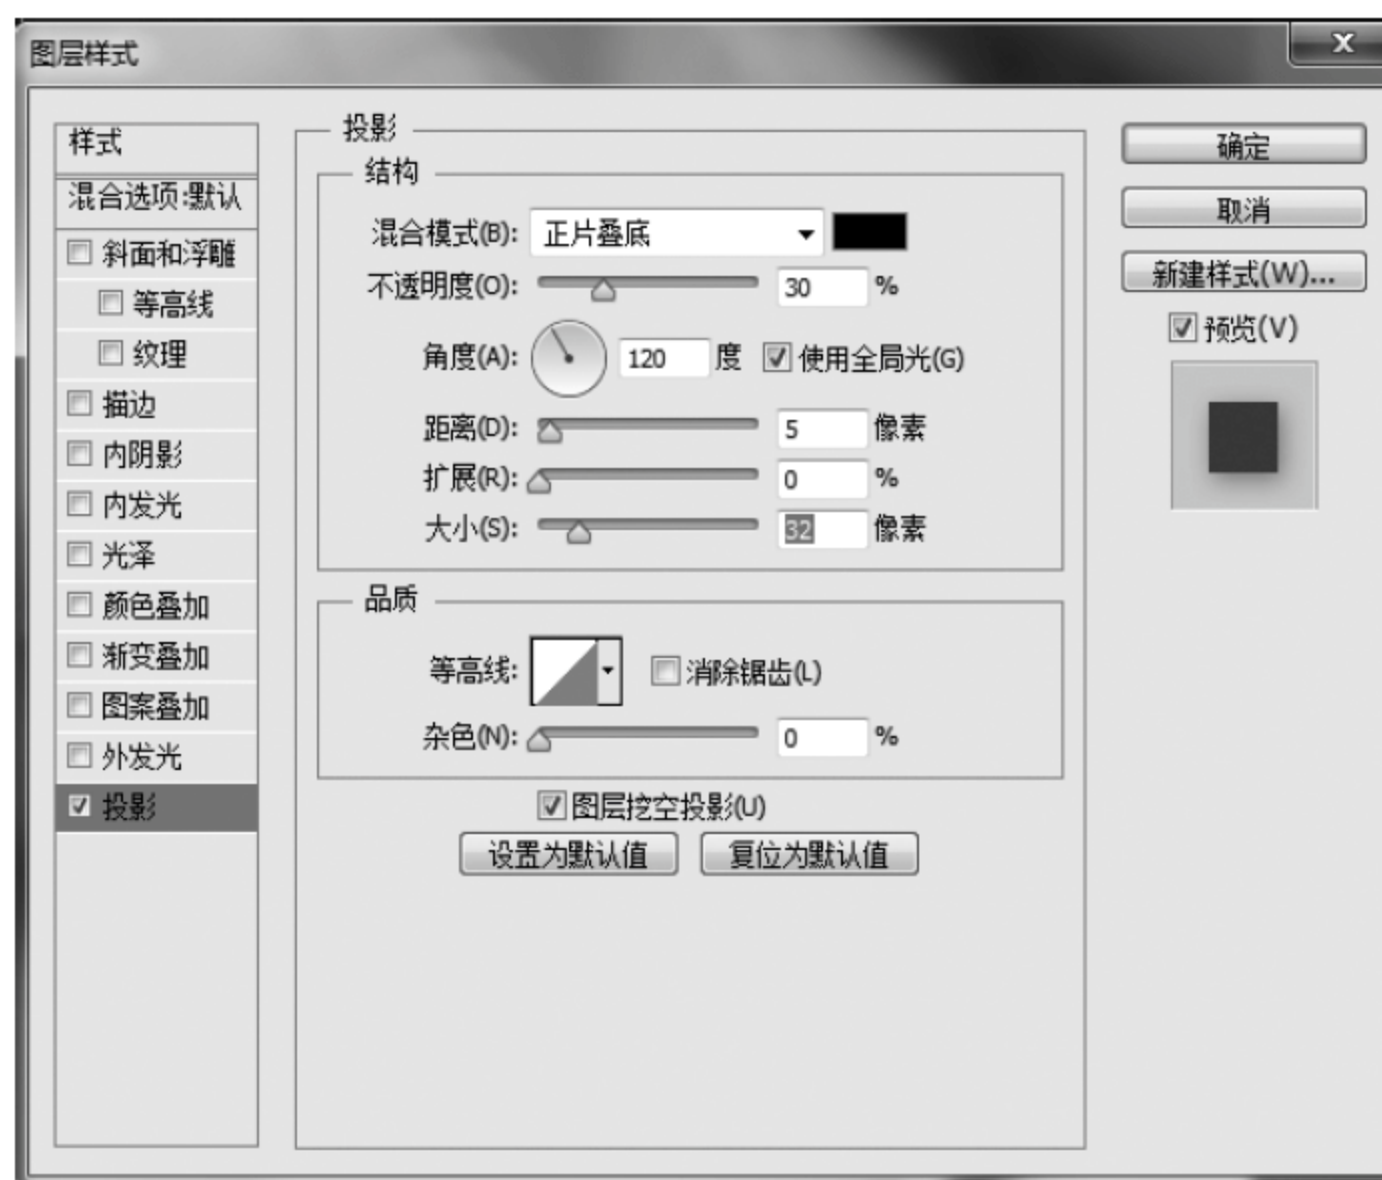 图层样式
X
样式
混合选项:默认
斜面和浮雕
等高线
纹理
描边
内阴影
内发光
光泽
颜色叠加
渐变叠加
图案叠加
外发光
投影
投影
结构
混合模式(B): 正片叠底
不透明度(O): 30 %
角度(A): 120 度 使用全局光(G)
距离(D): 5 像素
扩展(R): 0 %
大小(S): 32 像素
品质
等高线: 消除锯齿(L)
杂色(N): 0 %
图层挖空投影(U)
设置为默认值 复位为默认值
确定
取消
新建样式(W)...
预览(V)